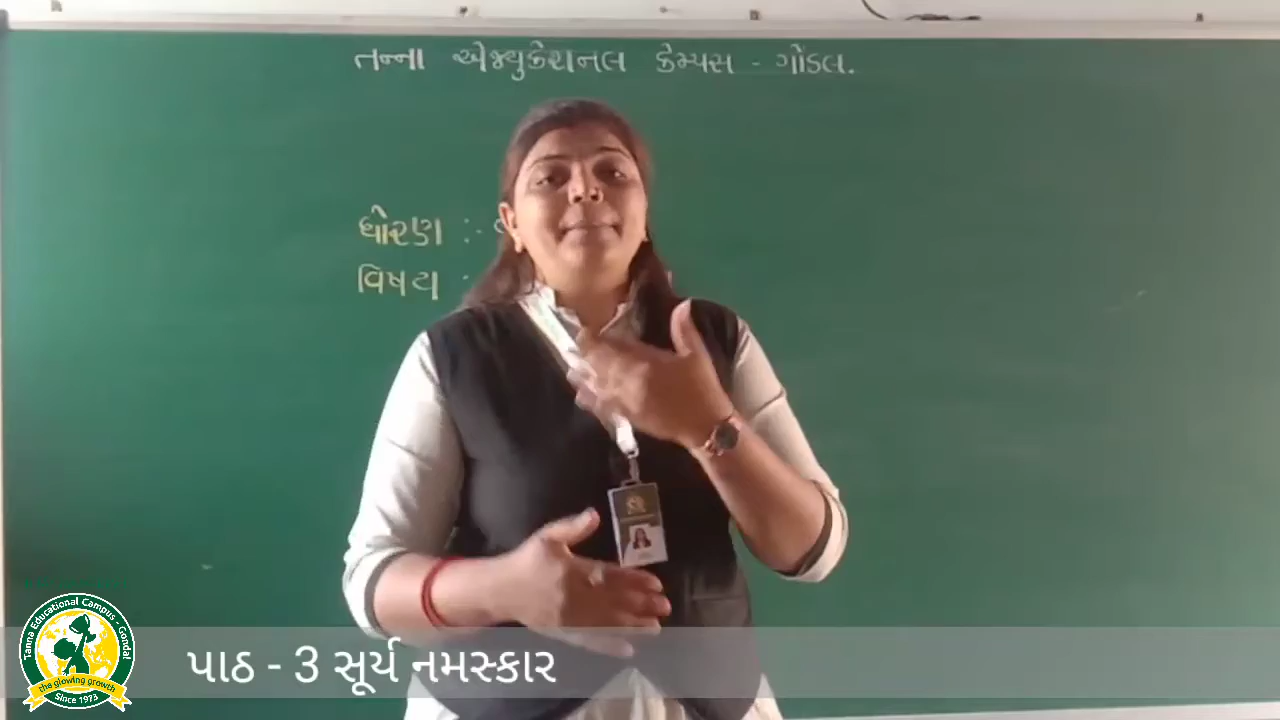 તન્ના એજ્યુકેશનલ કેમ્પસ - ગોંડલ.
ધોરણ :-
વિષય :
Tanna Educational Campus - Gondal
the glowing growth
Since 1973
પાઠ - 3 સૂર્ય નમસ્કાર